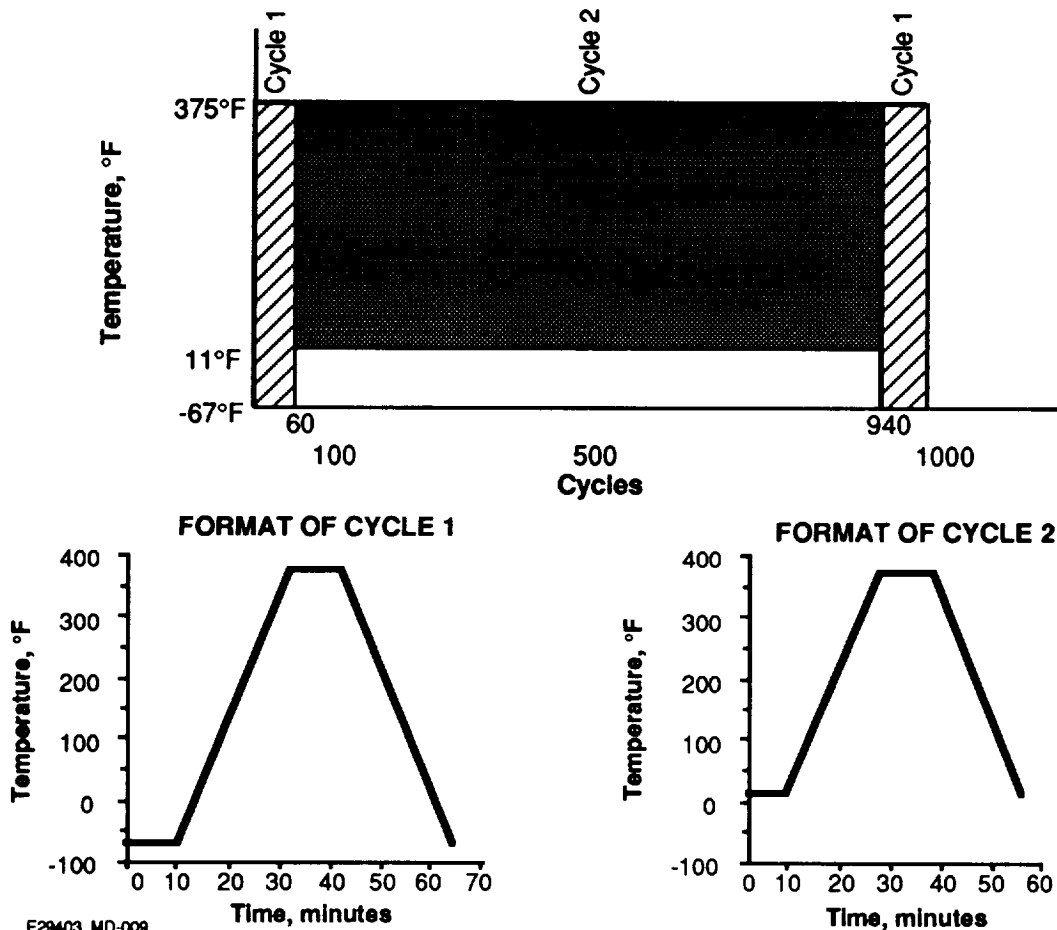 Cycle 1
Cycle 2
Cycle 1
Temperature, °F
375°F
11°F
-67°F
60
940
100
500
1000
Cycles
FORMAT OF CYCLE 1
Temperature, °F
400
300
200
100
0
-100
0 10 20 30 40 50 60 70
Time, minutes
FORMAT OF CYCLE 2
Temperature, °F
400
300
200
100
0
-100
0 10 20 30 40 50 60
Time, minutes
E29403 MD-009